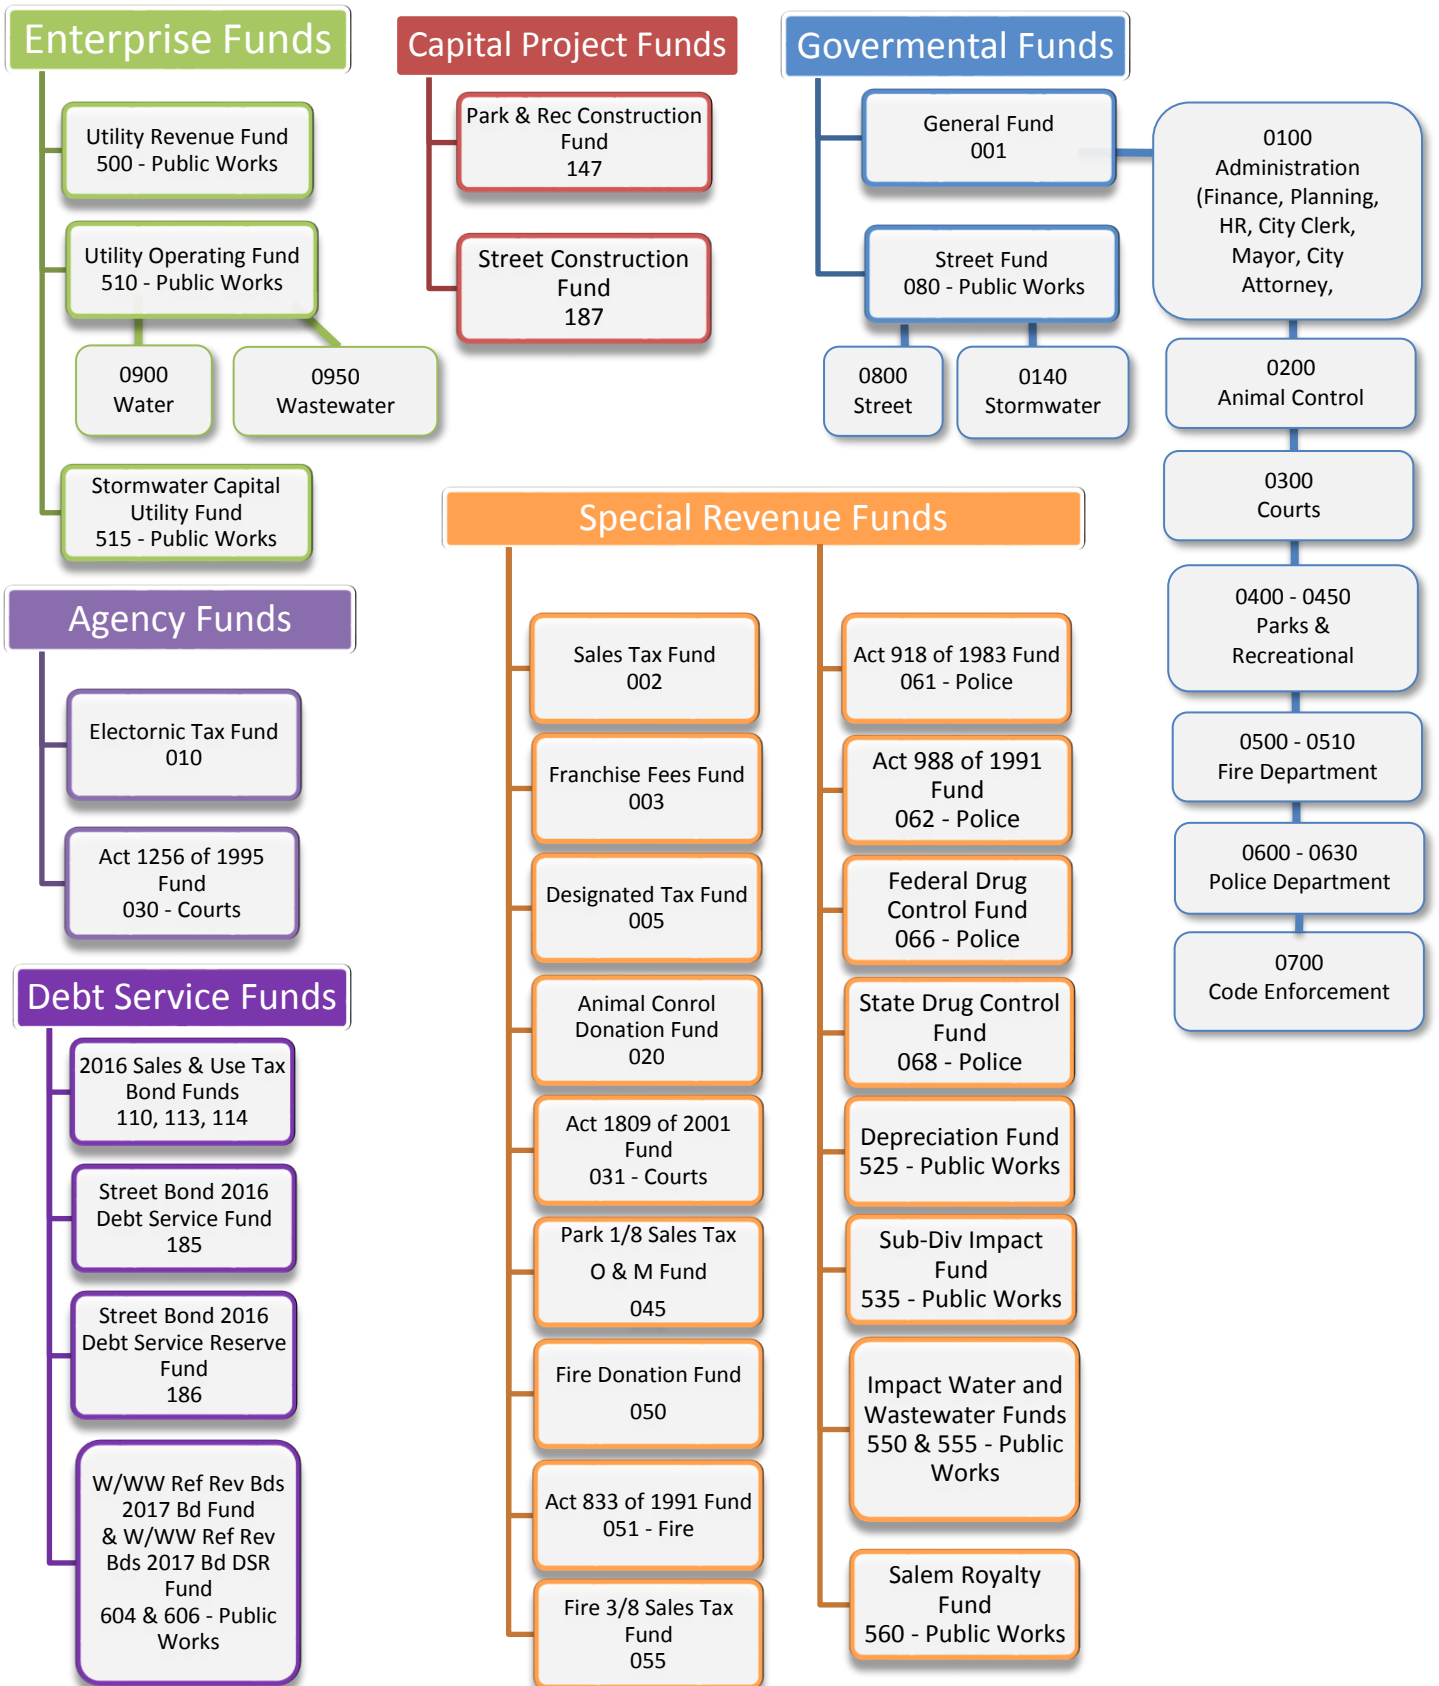 Enterprise Funds
Utility Revenue Fund
500 - Public Works
Utility Operating Fund
510 - Public Works
0900
Water
0950
Wastewater
Stormwater Capital
Utility Fund
515 - Public Works
Capital Project Funds
Park & Rec Construction
Fund
147
Street Construction
Fund
187
Govermental Funds
General Fund
001
Street Fund
080 - Public Works
0800
Street
0140
Stormwater
0100
Administration
(Finance, Planning,
HR, City Clerk,
Mayor, City
Attorney,
0200
Animal Control
0300
Courts
0400 - 0450
Parks &
Recreational
0500 - 0510
Fire Department
0600 - 0630
Police Department
0700
Code Enforcement
Agency Funds
Electornic Tax Fund
010
Act 1256 of 1995
Fund
030 - Courts
Debt Service Funds
2016 Sales & Use Tax
Bond Funds
110, 113, 114
Street Bond 2016
Debt Service Fund
185
Street Bond 2016
Debt Service Reserve
Fund
186
W/WW Ref Rev Bds
2017 Bd Fund
& W/WW Ref Rev
Bds 2017 Bd DSR
Fund
604 & 606 - Public
Works
Special Revenue Funds
Sales Tax Fund
002
Franchise Fees Fund
003
Designated Tax Fund
005
Animal Conrol
Donation Fund
020
Act 1809 of 2001
Fund
031 - Courts
Park 1/8 Sales Tax
O & M Fund
045
Fire Donation Fund
050
Act 833 of 1991 Fund
051 - Fire
Fire 3/8 Sales Tax
Fund
055
Act 918 of 1983 Fund
061 - Police
Act 988 of 1991
Fund
062 - Police
Federal Drug
Control Fund
066 - Police
State Drug Control
Fund
068 - Police
Depreciation Fund
525 - Public Works
Sub-Div Impact
Fund
535 - Public Works
Impact Water and
Wastewater Funds
550 & 555 - Public
Works
Salem Royalty
Fund
560 - Public Works